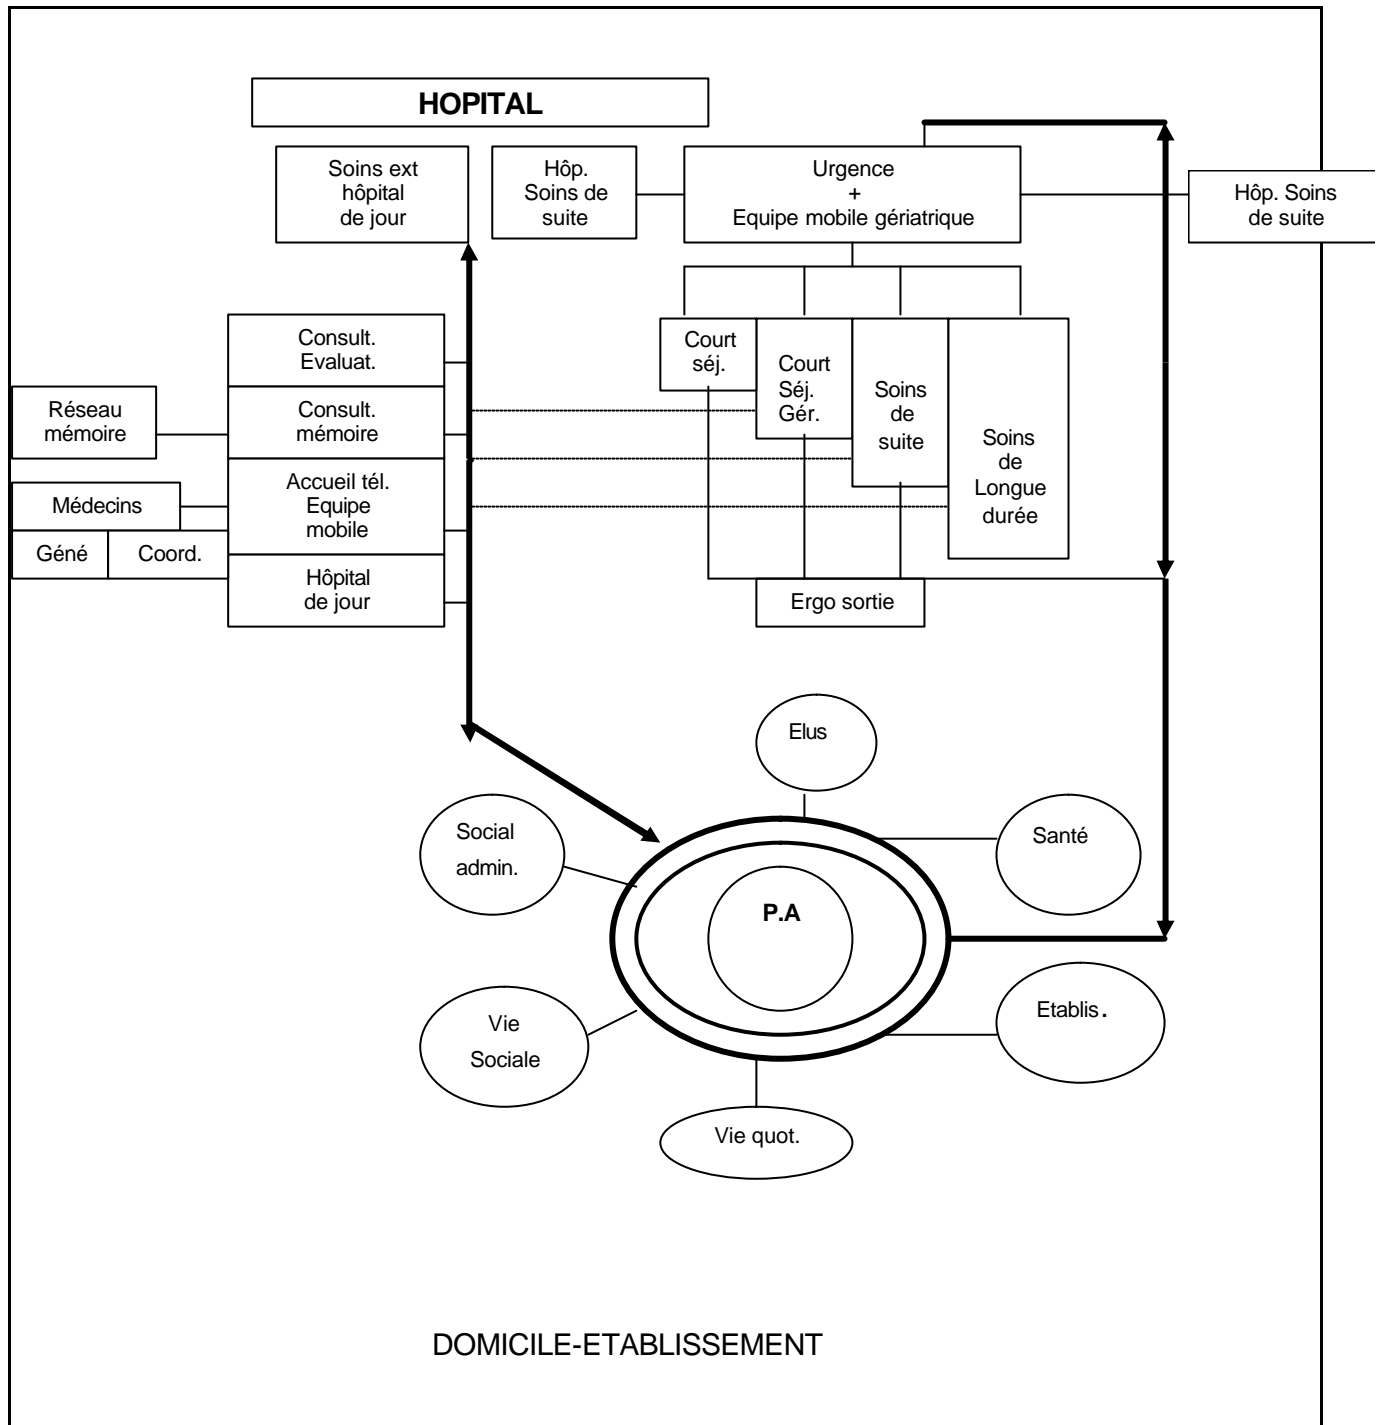 HOPITAL
Soins ext
hôpital
de jour
Hôp.
Soins de
suite
Urgence
+
Equipe mobile gériatrique
Hôp. Soins
de suite
Consult.
Evaluat.
Court
séj.
Court
Séj.
Gér.
Soins
de
suite
Soins
de
Longue
durée
Réseau
mémoire
Consult.
mémoire
Médecins
Géné
Coord.
Accueil tél.
Equipe
mobile
Hôpital
de jour
Ergo sortie
Elus
Social
admin.
Santé
P.A
Vie
Sociale
Etablis.
Vie quot.
DOMICILE-ETABLISSEMENT